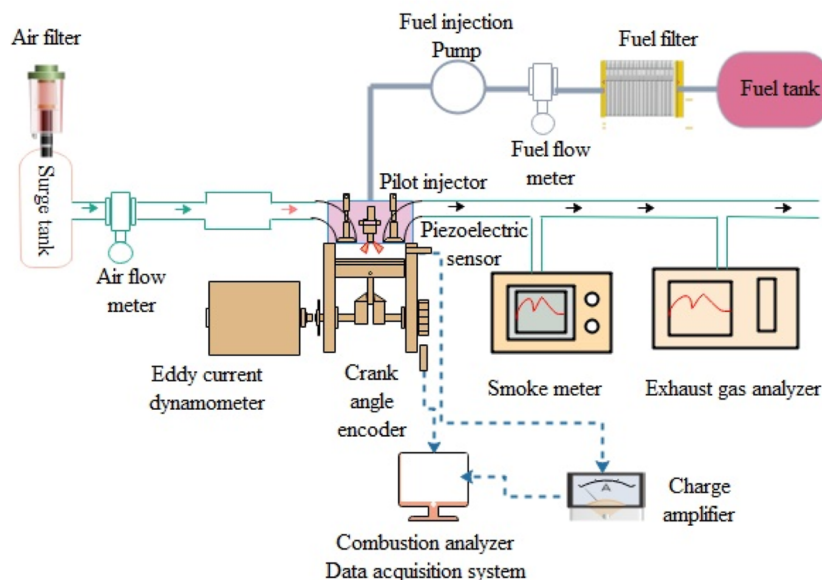 Air filter
Surge tank
Air flow
meter
Fuel injection
Pump
Fuel filter
Fuel tank
Fuel flow
meter
Pilot injector
Piezoelectric
sensor
Eddy current
dynamometer
Crank
angle
encoder
Smoke meter
Exhaust gas analyzer
A
Charge
amplifier
Combustion analyzer
Data acquisition system